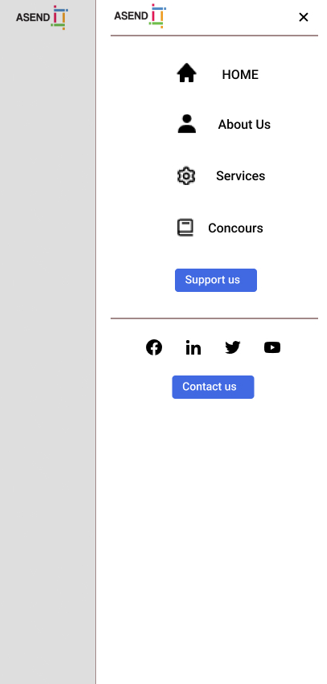 ASEND
ASEND
HOME
About Us
Services
Concours
Support us
Contact us